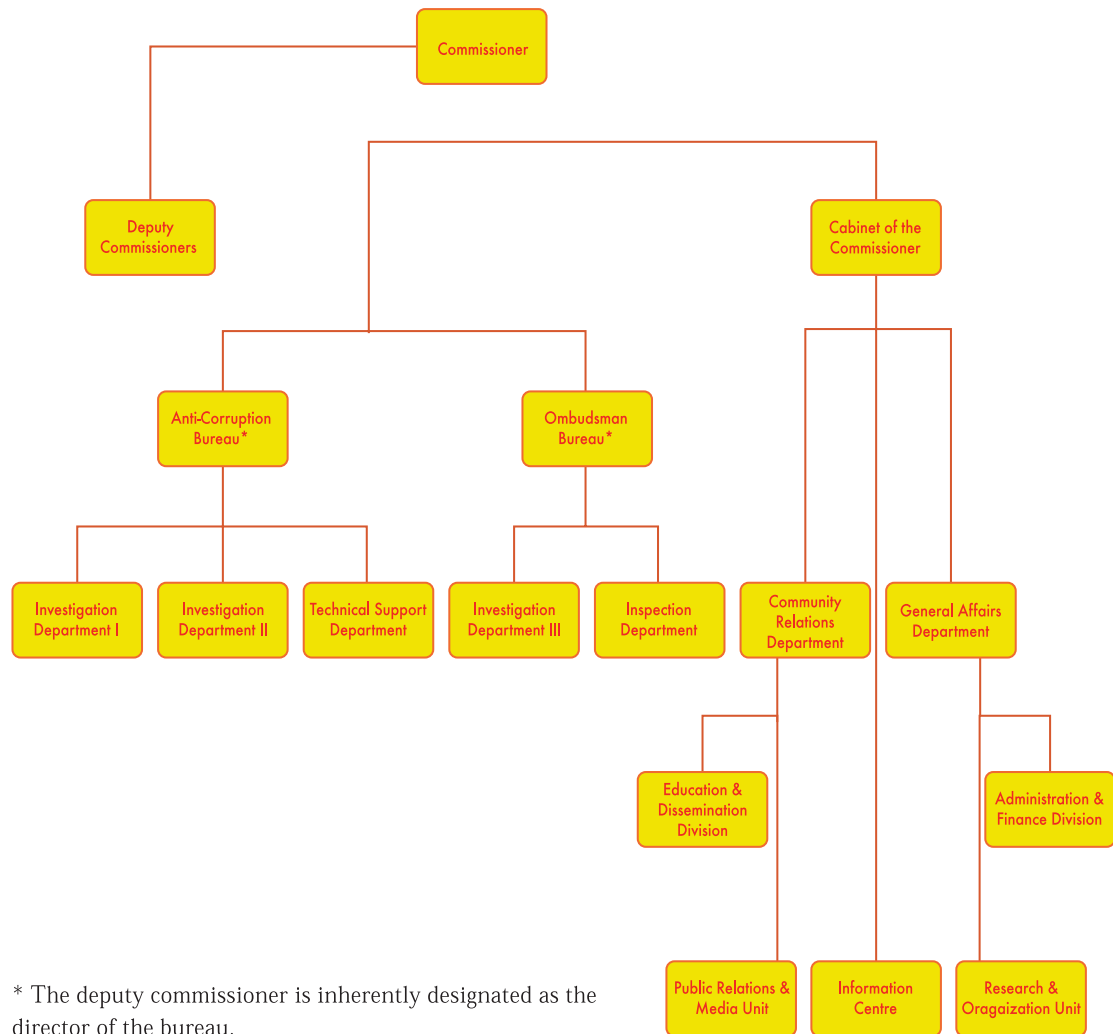 Commissioner
Deputy
Commissioners
Cabinet of the
Commissioner
Anti-Corruption
Bureau*
Ombudsman
Bureau*
Investigation
Department I
Investigation
Department II
Technical Support
Department
Investigation
Department III
Inspection
Department
Community
Relations
Department
General Affairs
Department
Education &
Dissemination
Division
Administration &
Finance Division
Public Relations &
Media Unit
Information
Centre
Research &
Oragaization Unit
* The deputy commissioner is inherently designated as the
director of the bureau.